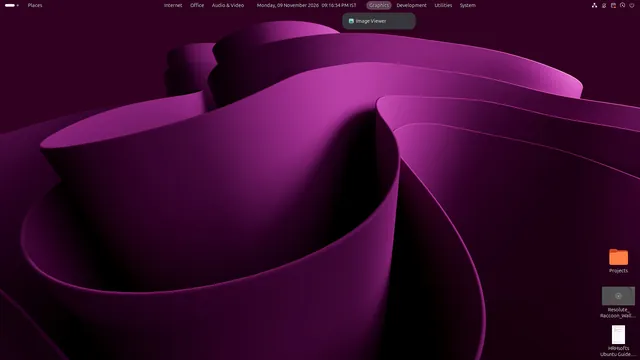 Places
Internet Office Audio & Video Monday, 09 November 2026 09:16:34 PM IST Graphics Development Utilities System
Image Viewer
Projects
Resolute_
Raccoon_Wall...
Ubuntu Guide...